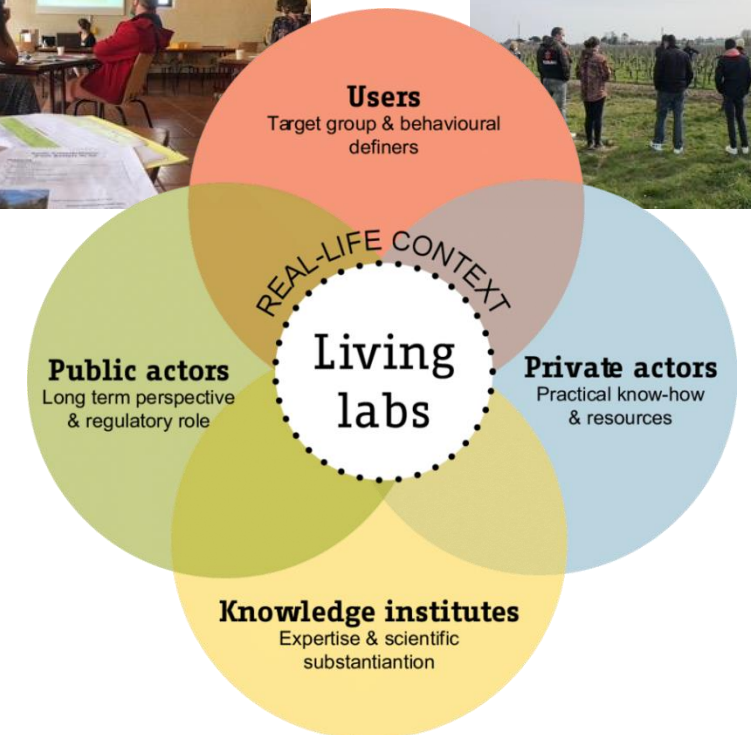 Users
Target group & behavioural
definers
REAL-LIFE CONTEXT
Living
labs
Public actors
Long term perspective
& regulatory role
Private actors
Practical know-how
& resources
Knowledge institutes
Expertise & scientific
substantiantion